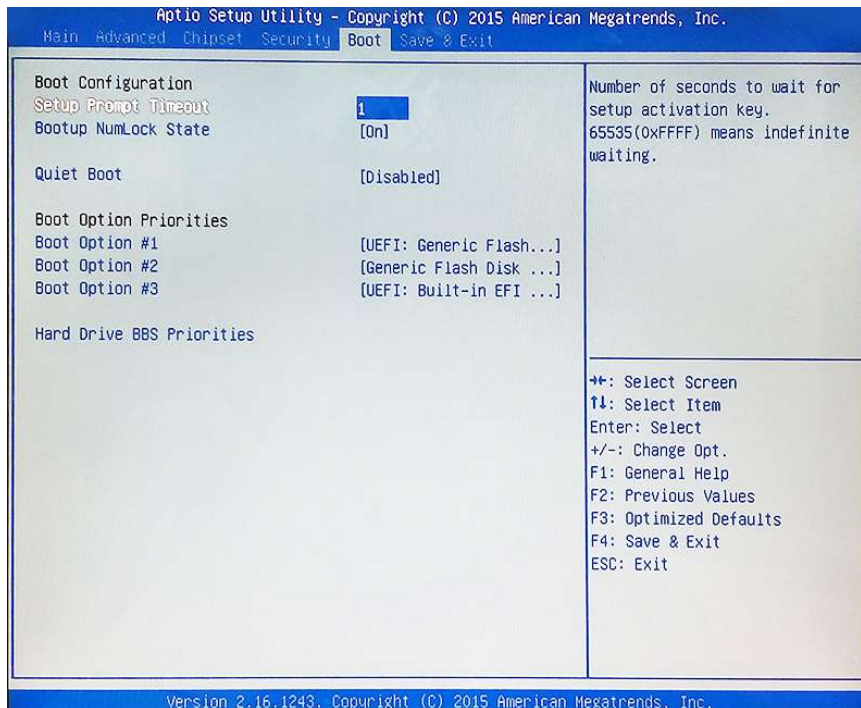 Aptio Setup Utility - Copyright (C) 2015 American Megatrends, Inc.
Main Advanced Chipset Security Boot Save & Exit
Boot Configuration
Setup Prompt Timeout 1
Bootup NumLock State [On]
Quiet Boot [Disabled]
Boot Option Priorities
Boot Option #1 [UEFI: Generic Flash...]
Boot Option #2 [Generic Flash Disk ...]
Boot Option #3 [UEFI: Built-in EFI ...]
Hard Drive BBS Priorities
Number of seconds to wait for
setup activation key.
65535(0xFFFF) means indefinite
waiting.
→←: Select Screen
↑↓: Select Item
Enter: Select
+/-: Change Opt.
F1: General Help
F2: Previous Values
F3: Optimized Defaults
F4: Save & Exit
ESC: Exit
Version 2.16.1243. Copyright (C) 2015 American Megatrends, Inc.